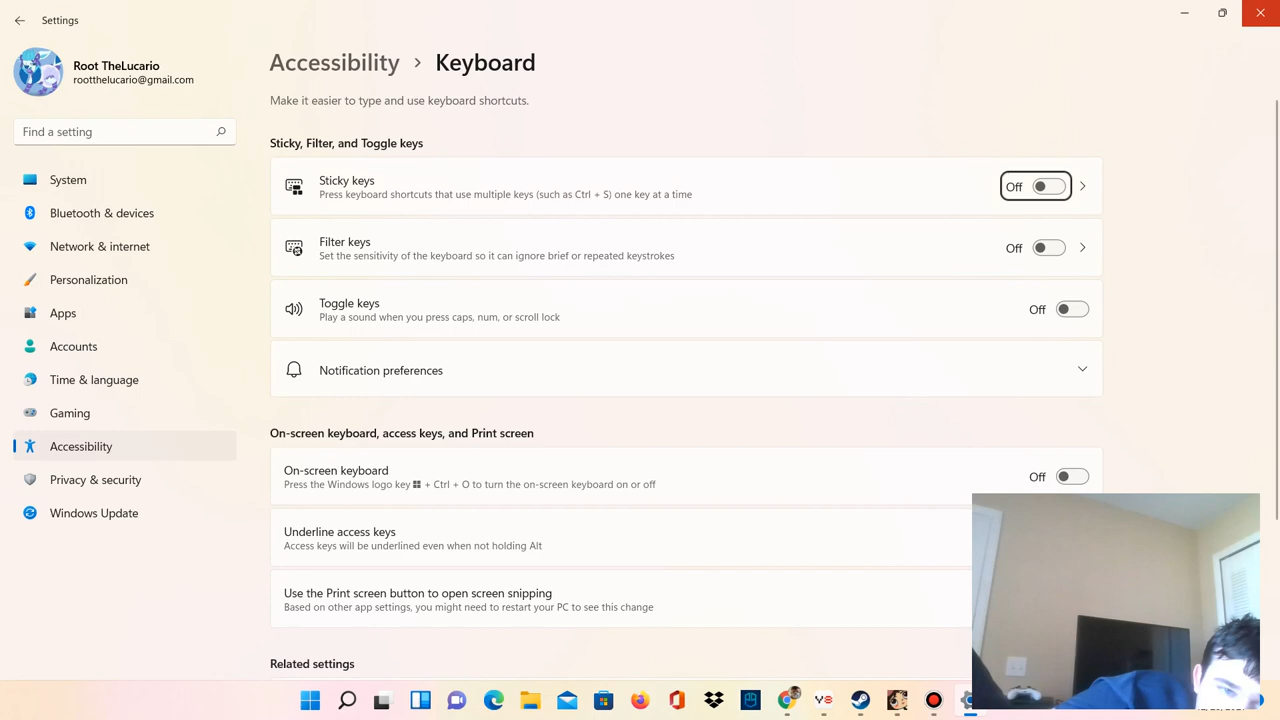 Settings
Root TheLucario
rootthelucario@gmail.com
Find a setting
System
Bluetooth & devices
Network & internet
Personalization
Apps
Accounts
Time & language
Gaming
Accessibility
Privacy & security
Windows Update
Accessibility > Keyboard
Make it easier to type and use keyboard shortcuts.
Sticky, Filter, and Toggle keys
Sticky keys
Press keyboard shortcuts that use multiple keys (such as Ctrl + S) one key at a time
Off
Filter keys
Set the sensitivity of the keyboard so it can ignore brief or repeated keystrokes
Off
Toggle keys
Play a sound when you press caps, num, or scroll lock
Off
Notification preferences
On-screen keyboard, access keys, and Print screen
On-screen keyboard
Press the Windows logo key + Ctrl + O to turn the on-screen keyboard on or off
Off
Underline access keys
Access keys will be underlined even when not holding Alt
Use the Print screen button to open screen snipping
Based on other app settings, you might need to restart your PC to see this change
Related settings